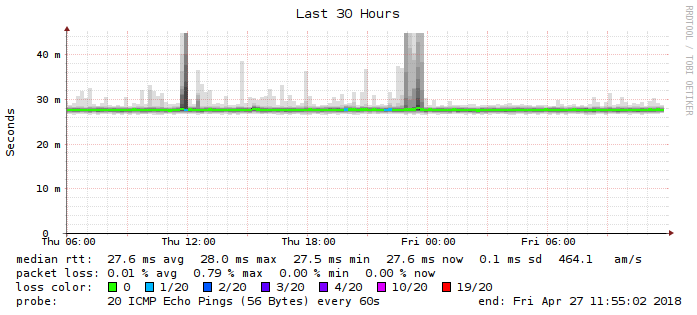 Last 30 Hours
RRDTOOL / TOBI OETIKER
Seconds
40 m
30 m
20 m
10 m
0
Thu 06:00 Thu 12:00 Thu 18:00 Fri 00:00 Fri 06:00
median rtt: 27.6 ms avg 28.0 ms max 27.5 ms min 27.6 ms now 0.1 ms sd 464.1 am/s
packet loss: 0.01 % avg 0.79 % max 0.00 % min 0.00 % now
loss color: 0 1/20 2/20 3/20 4/20 10/20 19/20
probe: 20 ICMP Echo Pings (56 Bytes) every 60s end: Fri Apr 27 11:55:02 2018